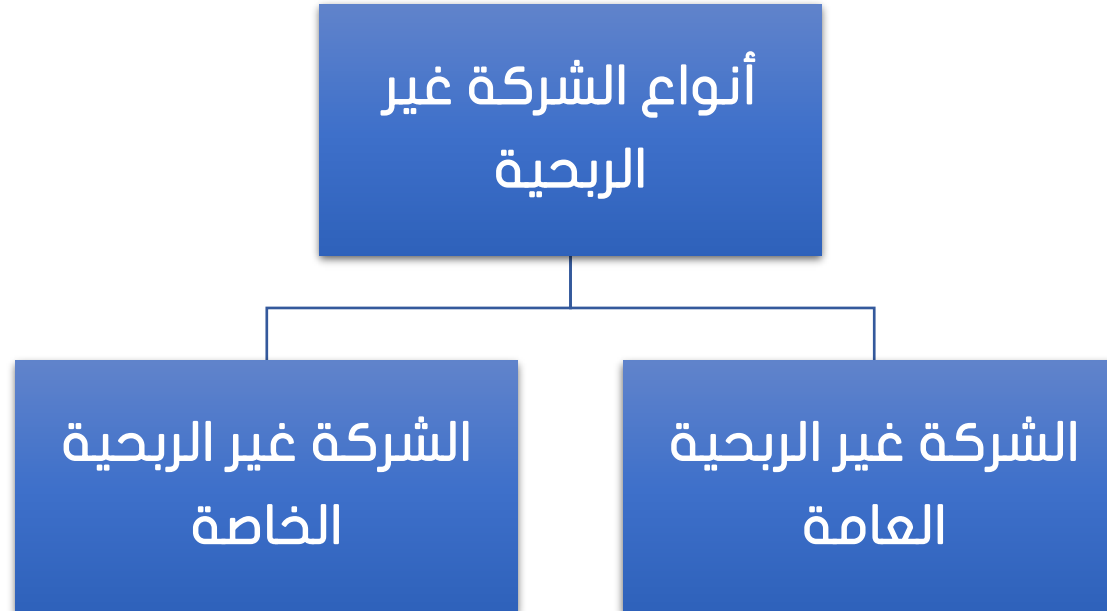 أنواع الشركة غير
الربحية
الشركة غير الربحية
العامة
الشركة غير الربحية
الخاصة